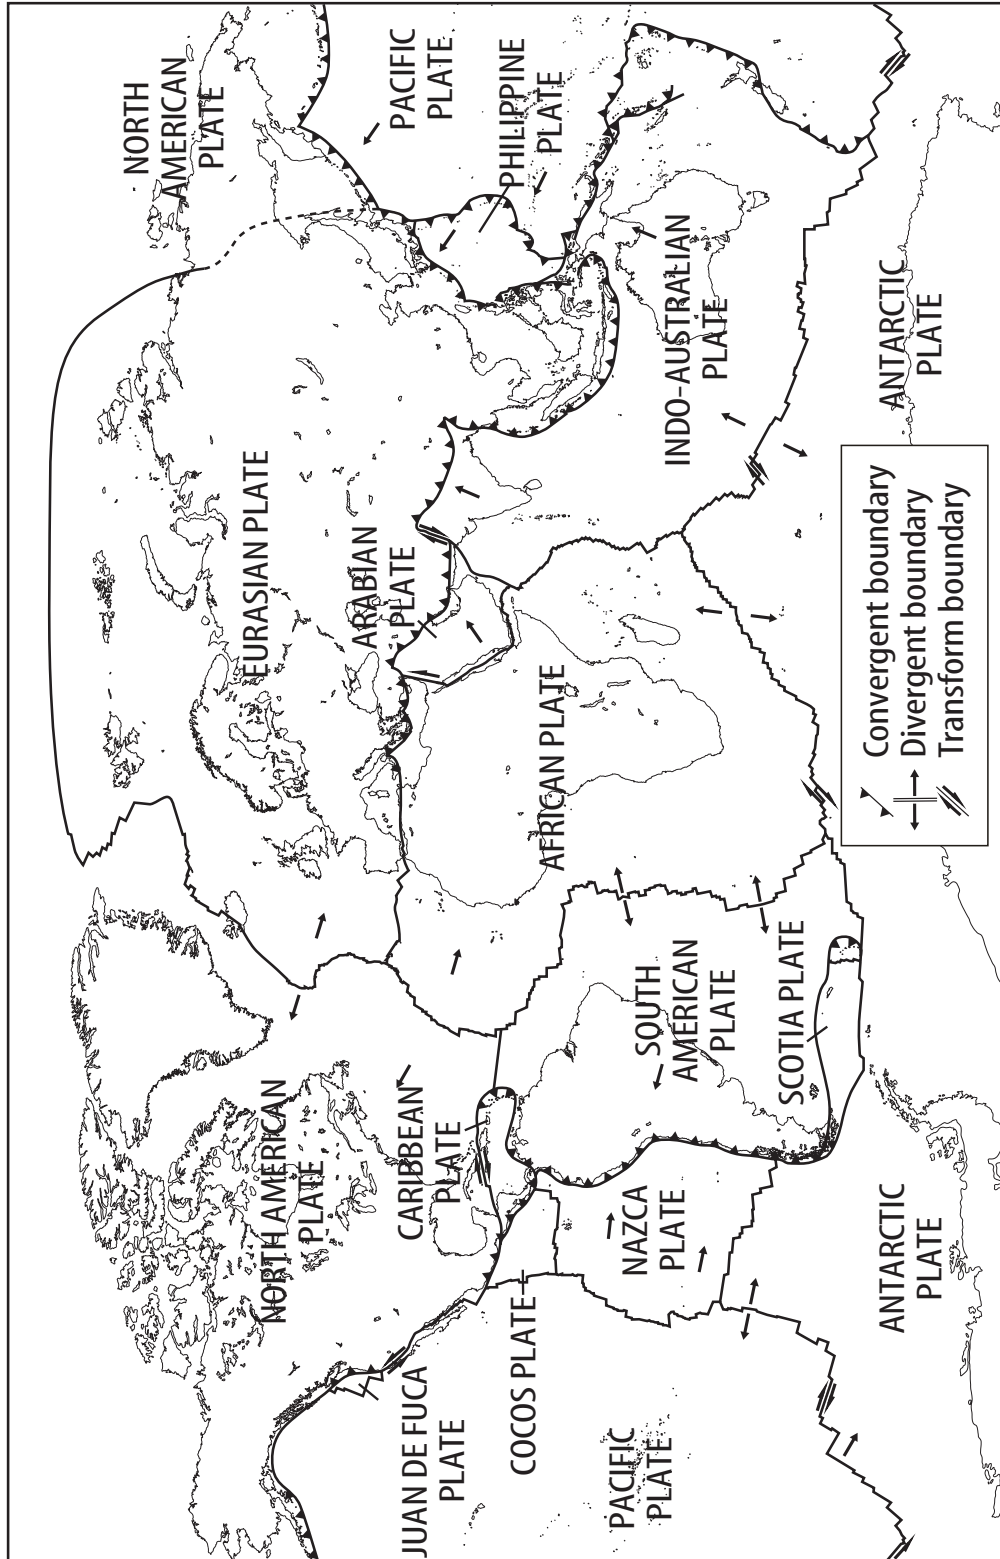 NORTH
AMERICAN
PLATE
PACIFIC
PLATE
PHILIPPINE
PLATE
EURASIAN PLATE
ARABIAN
PLATE
INDO-AUSTRALIAN
PLATE
ANTARCTIC
PLATE
AFRICAN PLATE
NORTH AMERICAN
PLATE
CARIBBEAN
PLATE
SOUTH
AMERICAN
PLATE
SCOTIA PLATE
JUAN DE FUCA
PLATE
COCOS PLATE
NAZCA
PLATE
PACIFIC
PLATE
ANTARCTIC
PLATE
Convergent boundary
Divergent boundary
Transform boundary